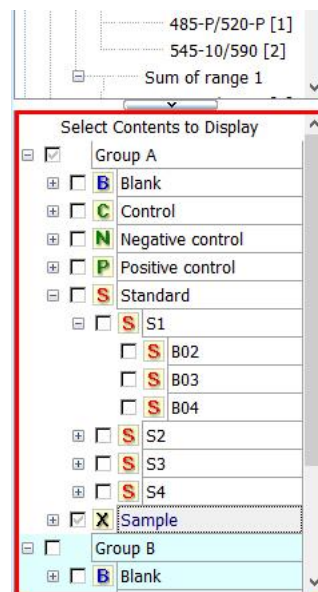 485-P/520-P [1]
545-10/590 [2]
Sum of range 1
Select Contents to Display
Group A
B Blank
C Control
N Negative control
P Positive control
S Standard
S S1
S B02
S B03
S B04
S S2
S S3
S S4
X Sample
Group B
B Blank